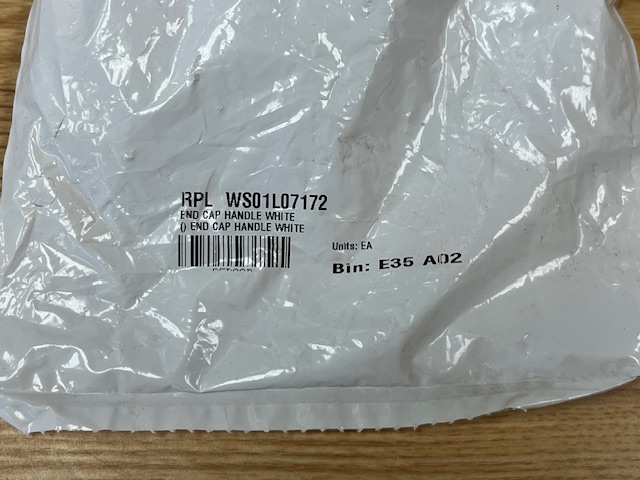 RPL WS01L07172
END CAP HANDLE WHITE
() END CAP HANDLE WHITE
Units: EA
Bin: E35 A02